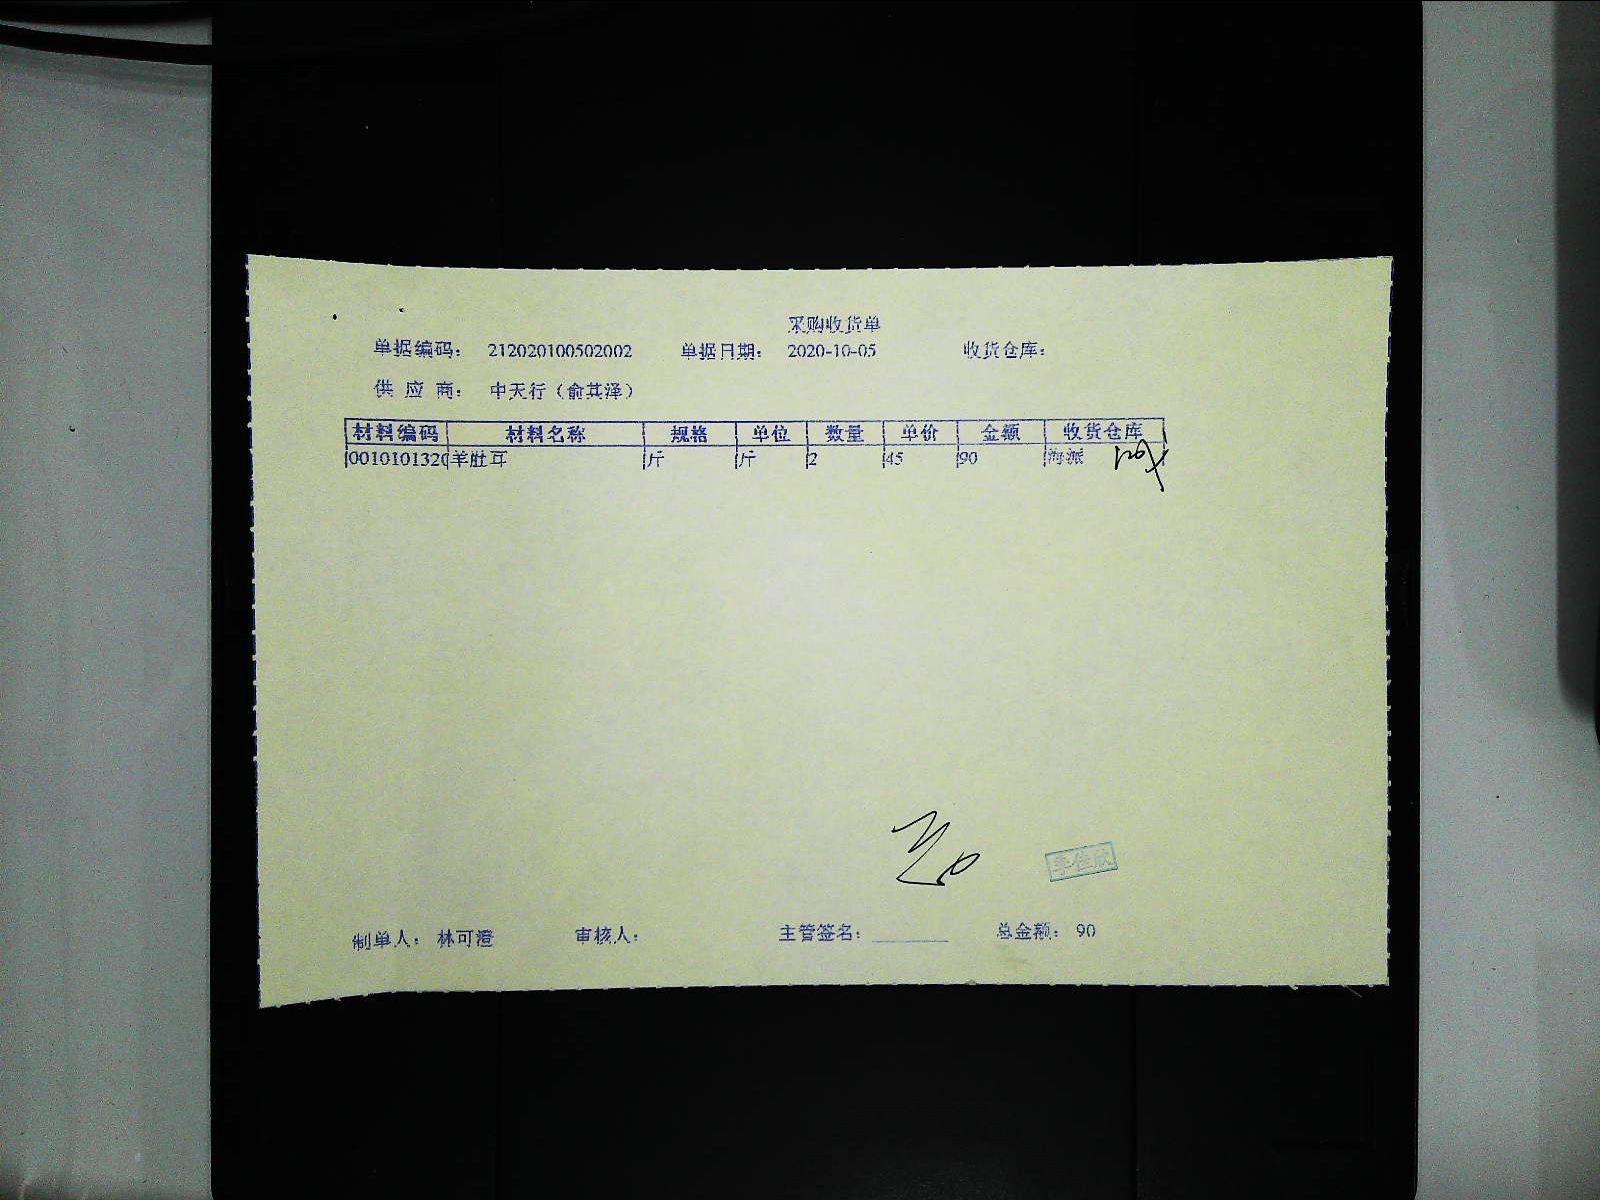 采购收货单
单据编码： 212020100502002 单据日期： 2020-10-05 收货仓库：
供 应 商： 中天行（俞其泽）
材料编码 材料名称 规格 单位 数量 单价 金额 收货仓库
0010101320 羊肚耳 斤 斤 2 45 90 海派
李佳欣
制单人： 林可澄 审核人： 主管签名： 总金额： 90